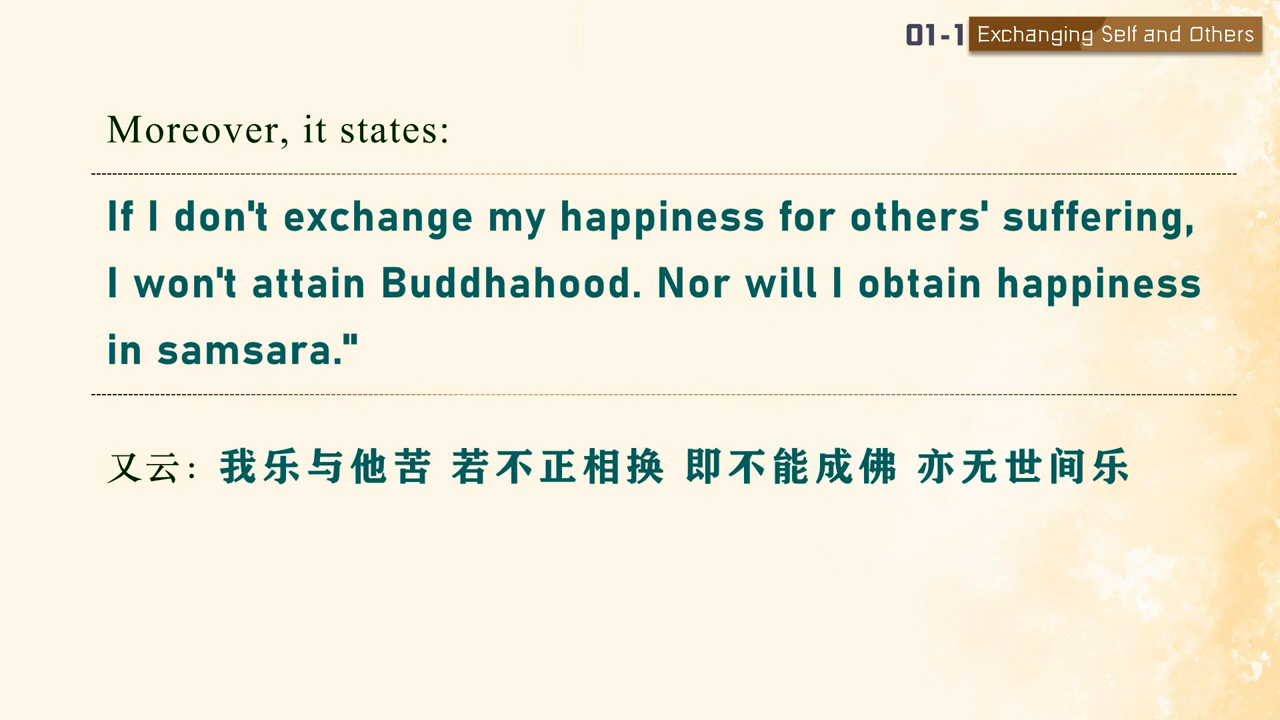 01-1 Exchanging Self and Others
Moreover, it states:
If I don't exchange my happiness for others' suffering,
I won't attain Buddhahood. Nor will I obtain happiness
in samsara."
又云：我乐与他苦 若不正相换 即不能成佛 亦无世间乐